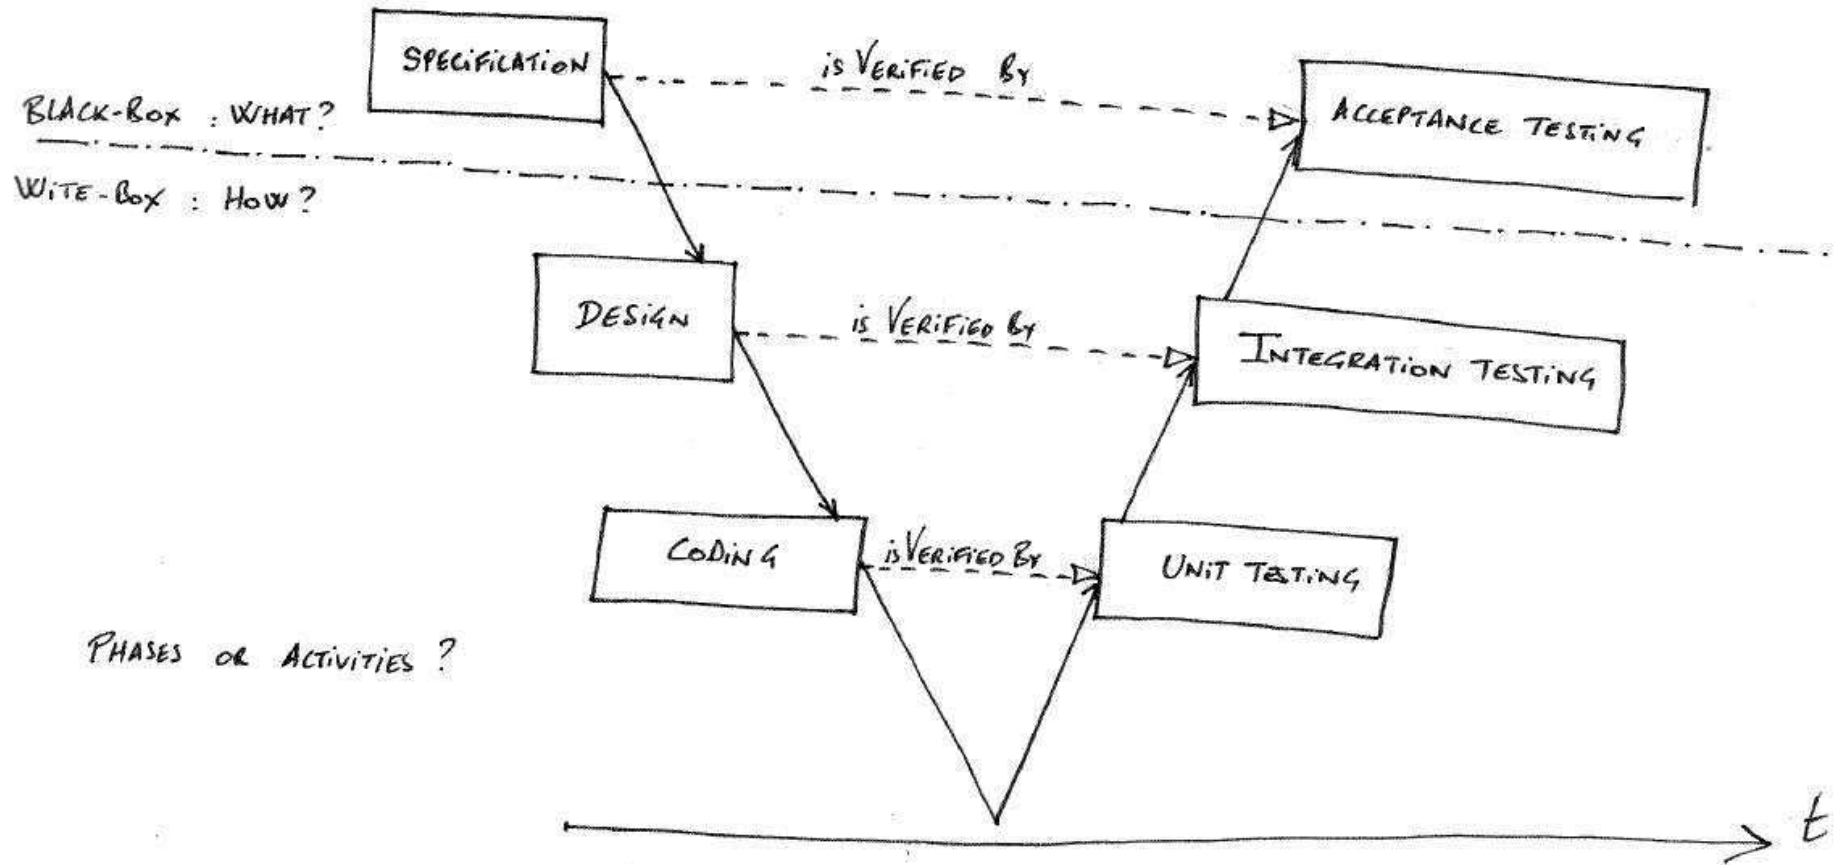 SPECIFICATION
is VERIFIED BY
ACCEPTANCE TESTING
BLACK-BOX : WHAT?
WITE-BOX : HOW?
DESIGN
is VERIFIED BY
INTEGRATION TESTING
CODING
is VERIFIED BY
UNIT TESTING
PHASES OR ACTIVITIES ?
t